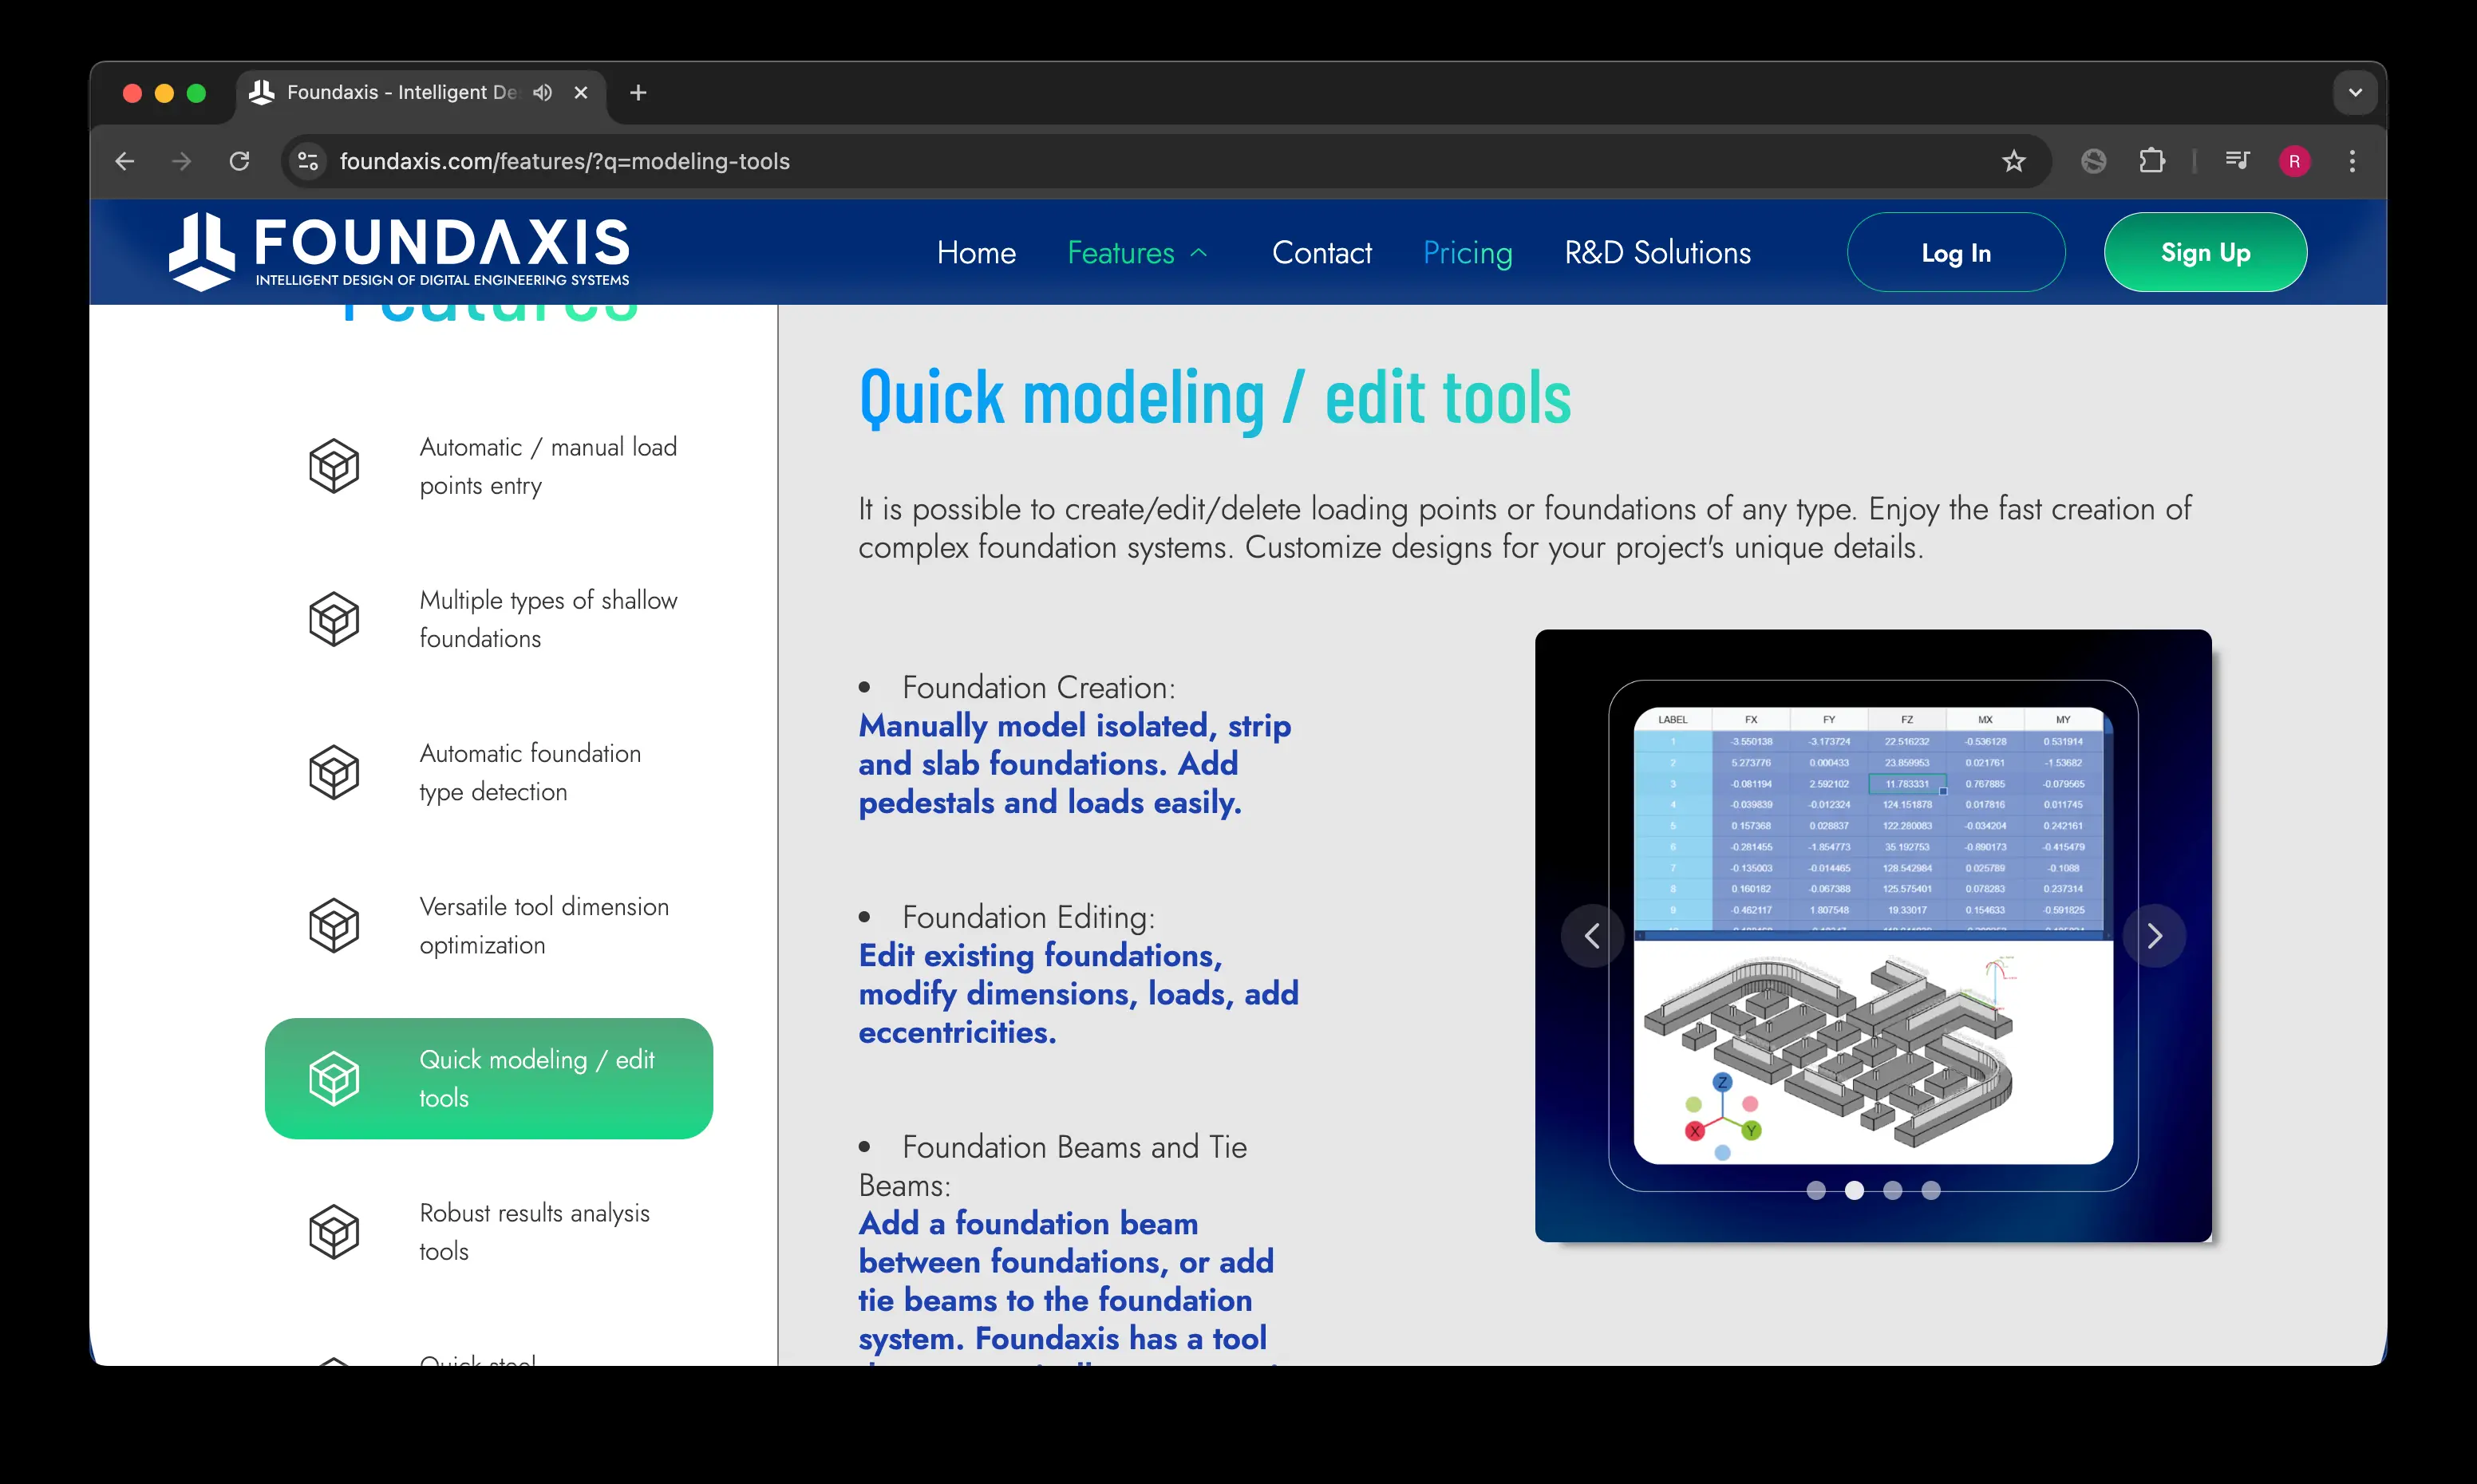 Foundaxis - Intelligent De
foundaxis.com/features/?q=modeling-tools
R
FOUNDAXIS
INTELLIGENT DESIGN OF DIGITAL ENGINEERING SYSTEMS
Home
Features
Contact
Pricing
R&D Solutions
Log In
Sign Up
Features
Automatic / manual load
points entry
Multiple types of shallow
foundations
Automatic foundation
type detection
Versatile tool dimension
optimization
Quick modeling / edit
tools
Robust results analysis
tools
Quick steel
Quick modeling / edit tools
It is possible to create/edit/delete loading points or foundations of any type. Enjoy the fast creation of
complex foundation systems. Customize designs for your project's unique details.
• Foundation Creation:
Manually model isolated, strip
and slab foundations. Add
pedestals and loads easily.
• Foundation Editing:
Edit existing foundations,
modify dimensions, loads, add
eccentricities.
• Foundation Beams and Tie
Beams:
Add a foundation beam
between foundations, or add
tie beams to the foundation
system. Foundaxis has a tool
LABEL FX FY FZ MX MY
1 -3.550138 -3.173724 22.516232 -0.536128 0.531914
2 5.273776 0.000433 23.859953 0.021761 -1.53682
3 -0.081194 2.592102 11.783331 0.767885 -0.079565
4 -0.039839 -0.012324 124.151878 0.017816 0.011745
5 0.157368 0.028837 122.280083 -0.034204 0.242161
6 -0.281455 -1.854773 35.192753 -0.890173 -0.415479
7 -0.135003 -0.014465 128.542984 0.025789 -0.1088
8 0.160182 -0.067388 125.575401 0.078283 0.237314
9 -0.462117 1.807548 19.33017 0.154633 -0.591825
Z
X
Y